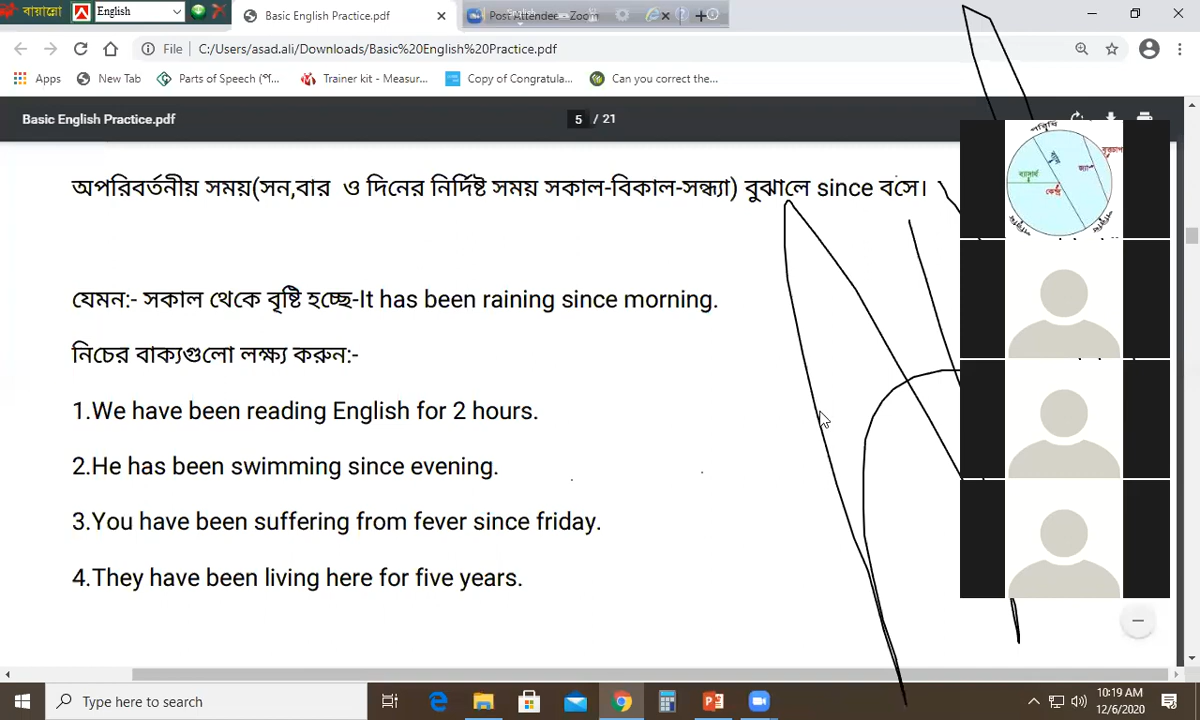 বায়ান্নো English Basic English Practice.pdf Post Attendee - Zoom
File C:/Users/asad.ali/Downloads/Basic%20English%20Practice.pdf
Apps New Tab Parts of Speech (প... Trainer kit - Measur... Copy of Congratula... Can you correct the...
Basic English Practice.pdf 5 / 21
অপরিবর্তনীয় সময়(সন,বার ও দিনের নির্দিষ্ট সময় সকাল-বিকাল-সন্ধ্যা) বুঝালে since বসে।
যেমন:- সকাল থেকে বৃষ্টি হচ্ছে-It has been raining since morning.
নিচের বাক্যগুলো লক্ষ্য করুন:-
1.We have been reading English for 2 hours.
2.He has been swimming since evening.
3.You have been suffering from fever since friday.
4.They have been living here for five years.
পরিধি
ব্যাস
জ্যা
ব্যাসার্ধ
কেন্দ্র
Type here to search
10:19 AM
12/6/2020